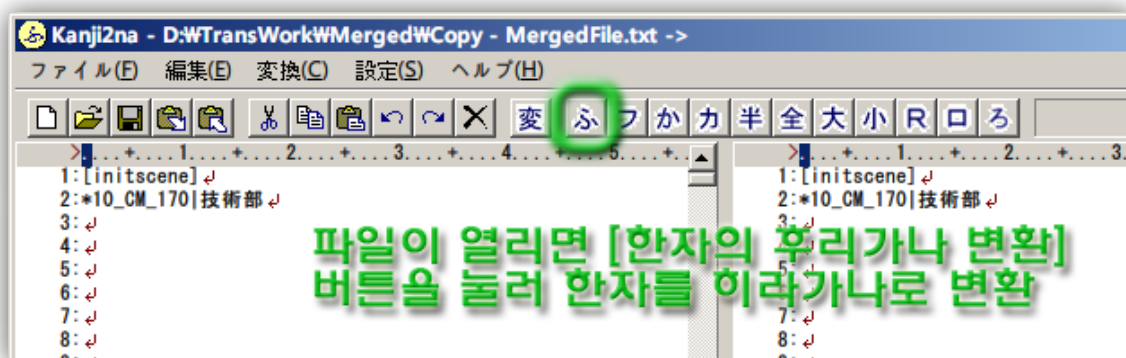 Kanji2na - D:₩TransWork₩Merged₩Copy - MergedFile.txt ->
ファイル(F) 編集(E) 変換(C) 設定(S) ヘルプ(H)
変 ふ フ か カ 半 全 大 小 R ロ ろ
>....+....1....+....2....+....3....+....4....+....5....+.. >....+....1....+....2....+....3.
1:[initscene]↲ 1:[initscene]↲
2:*10_CM_170|技術部↲ 2:*10_CM_170|技術部↲
3:↲ 3:↲
4:↲ 4:↲
파일이 열리면 [한자의 후리가나 변환]
5:↲ 5:
버튼을 눌러 한자를 히라가나로 변환
6:↲
7:↲ 7:↲
8:↲ 8:↲